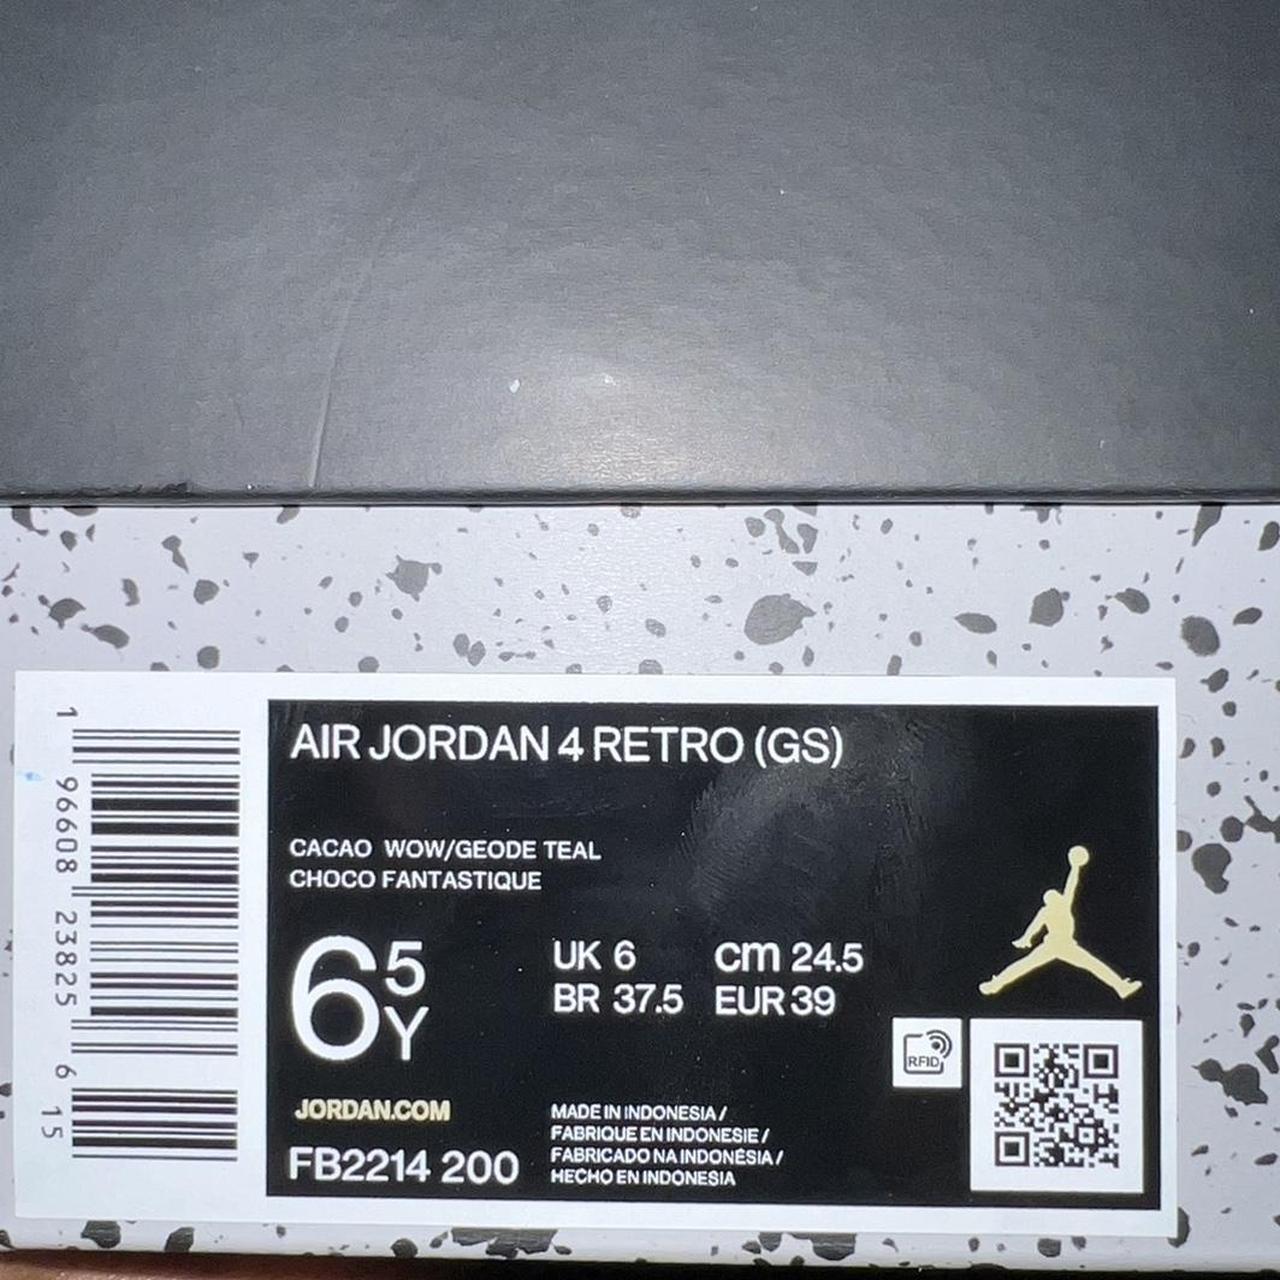 AIR JORDAN 4 RETRO (GS)
CACAO WOW/GEODE TEAL
CHOCO FANTASTIQUE
6 5 Y
UK 6 cm 24.5
BR 37.5 EUR 39
RFID
JORDAN.COM
FB2214 200
MADE IN INDONESIA /
FABRIQUE EN INDONESIE /
FABRICADO NA INDONÉSIA /
HECHO EN INDONESIA
1 96608 23825 6 15